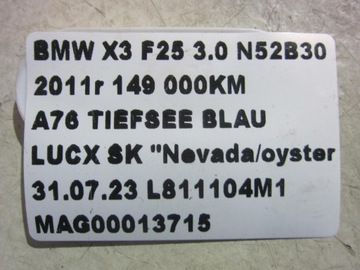 BMW X3 F25 3.0 N52B30
2011r 149 000KM
A76 TIEFSEE BLAU
LUCX SK "Nevada/oyster
31.07.23 L811104M1
MAG00013715